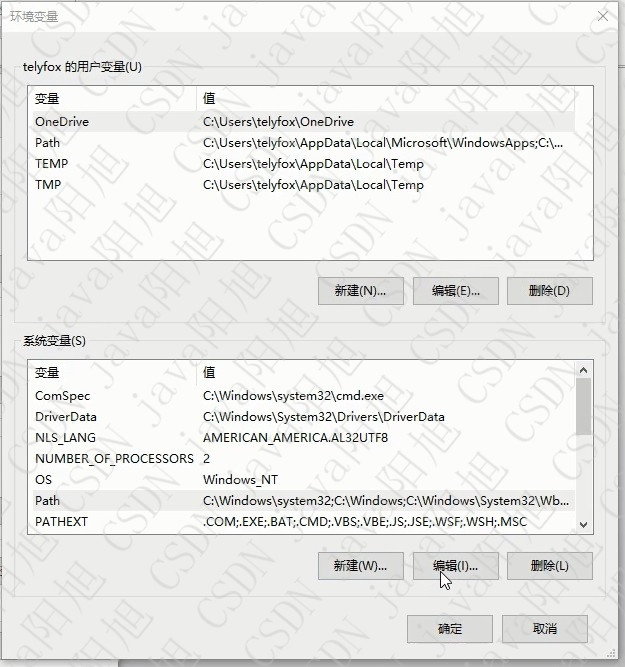 环境变量
telyfox 的用户变量(U)
变量 值
OneDrive C:\Users\telyfox\OneDrive
Path C:\Users\telyfox\AppData\Local\Microsoft\WindowsApps;C:\...
TEMP C:\Users\telyfox\AppData\Local\Temp
TMP C:\Users\telyfox\AppData\Local\Temp
新建(N)... 编辑(E)... 删除(D)
系统变量(S)
变量 值
ComSpec C:\Windows\system32\cmd.exe
DriverData C:\Windows\System32\Drivers\DriverData
NLS_LANG AMERICAN_AMERICA.AL32UTF8
NUMBER_OF_PROCESSORS 2
OS Windows_NT
Path C:\Windows\system32;C:\Windows;C:\Windows\System32\Wb...
PATHEXT .COM;.EXE;.BAT;.CMD;.VBS;.VBE;.JS;.JSE;.WSF;.WSH;.MSC
新建(W)... 编辑(I)... 删除(L)
确定 取消
CSDN java阳旭